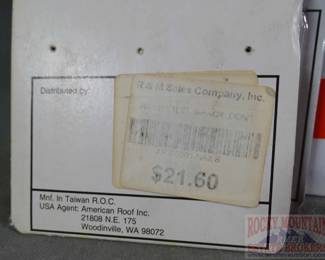 Distributed by:
R & M Sales Company, Inc.
$21.60
Mnf. In Taiwan R.O.C.
USA Agent: American Roof Inc.
21808 N.E. 175
Woodinville, WA 98072
ROCKY MOUNTAIN